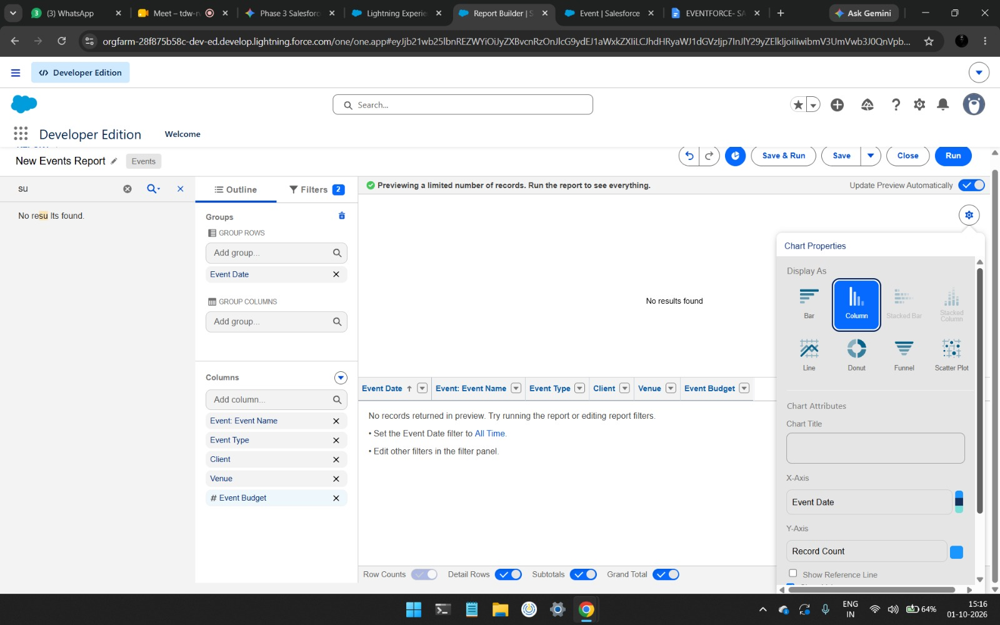 (3) WhatsApp
Meet – tdw-r
Phase 3 Salesforc
Lightning Experie
Report Builder | S
Event | Salesforce
EVENTFORCE- SA
Ask Gemini
orgfarm-28f875b58c-dev-ed.develop.lightning.force.com/one/one.app#eyJjb21wb25lbnREZWYiOiJyZXBvcnRzOnJlcG9ydEJ1aWxkZXIiLCJhdHRyaWJ1dGVzIjp7InJlY29yZElkIjoiIiwibmV3UmVwb3J0QnVpb...
Developer Edition
Search...
Developer Edition
Welcome
New Events Report
Events
Save & Run
Save
Close
Run
su
No resu lts found.
Outline
Filters 2
Groups
GROUP ROWS
Add group...
Event Date
GROUP COLUMNS
Add group...
Columns
Add column...
Event: Event Name
Event Type
Client
Venue
# Event Budget
Previewing a limited number of records. Run the report to see everything.
Update Preview Automatically
No results found
Event Date
Event: Event Name
Event Type
Client
Venue
Event Budget
No records returned in preview. Try running the report or editing report filters.
• Set the Event Date filter to All Time.
• Edit other filters in the filter panel.
Row Counts
Detail Rows
Subtotals
Grand Total
Chart Properties
Display As
Bar
Column
Stacked Bar
Stacked Column
Line
Donut
Funnel
Scatter Plot
Chart Attributes
Chart Title
X-Axis
Event Date
Y-Axis
Record Count
Show Reference Line
ENG
IN
64%
15:16
01-10-2026